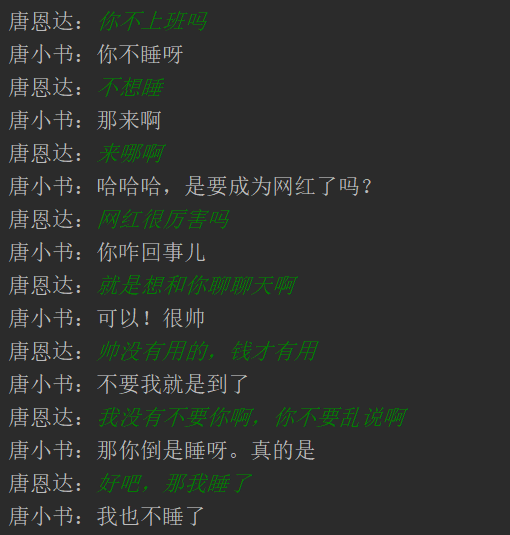 唐恩达：你不上班吗
唐小书：你不睡呀
唐恩达：不想睡
唐小书：那来啊
唐恩达：来哪啊
唐小书：哈哈哈，是要成为网红了吗？
唐恩达：网红很厉害吗
唐小书：你咋回事儿
唐恩达：就是想和你聊聊天啊
唐小书：可以！很帅
唐恩达：帅没有用的，钱才有用
唐小书：不要我就是到了
唐恩达：我没有不要你啊，你不要乱说啊
唐小书：那你倒是睡呀。真的是
唐恩达：好吧，那我睡了
唐小书：我也不睡了